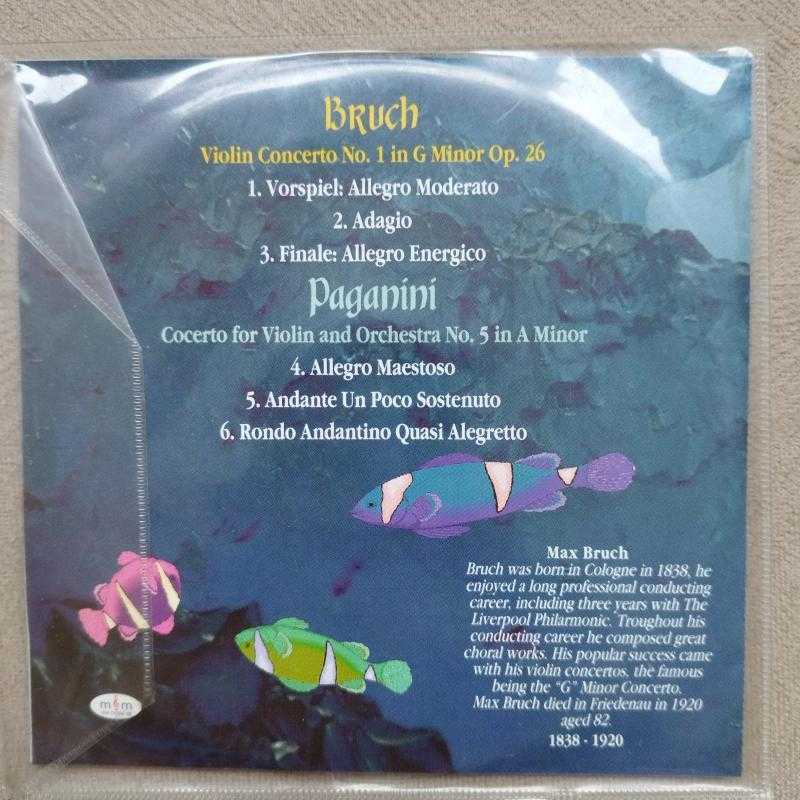 Bruch
Violin Concerto No. 1 in G Minor Op. 26
1. Vorspiel: Allegro Moderato
2. Adagio
3. Finale: Allegro Energico
Paganini
Cocerto for Violin and Orchestra No. 5 in A Minor
4. Allegro Maestoso
5. Andante Un Poco Sostenuto
6. Rondo Andantino Quasi Alegretto
Max Bruch
Bruch was born in Cologne in 1838, he
enjoyed a long professional conducting
career, including three years with The
Liverpool Philarmonic. Troughout his
conducting career he composed great
choral works. His popular success came
with his violin concertos, the famous
being the "G" Minor Concerto.
Max Bruch died in Friedenau in 1920
aged 82.
1838 - 1920
m m